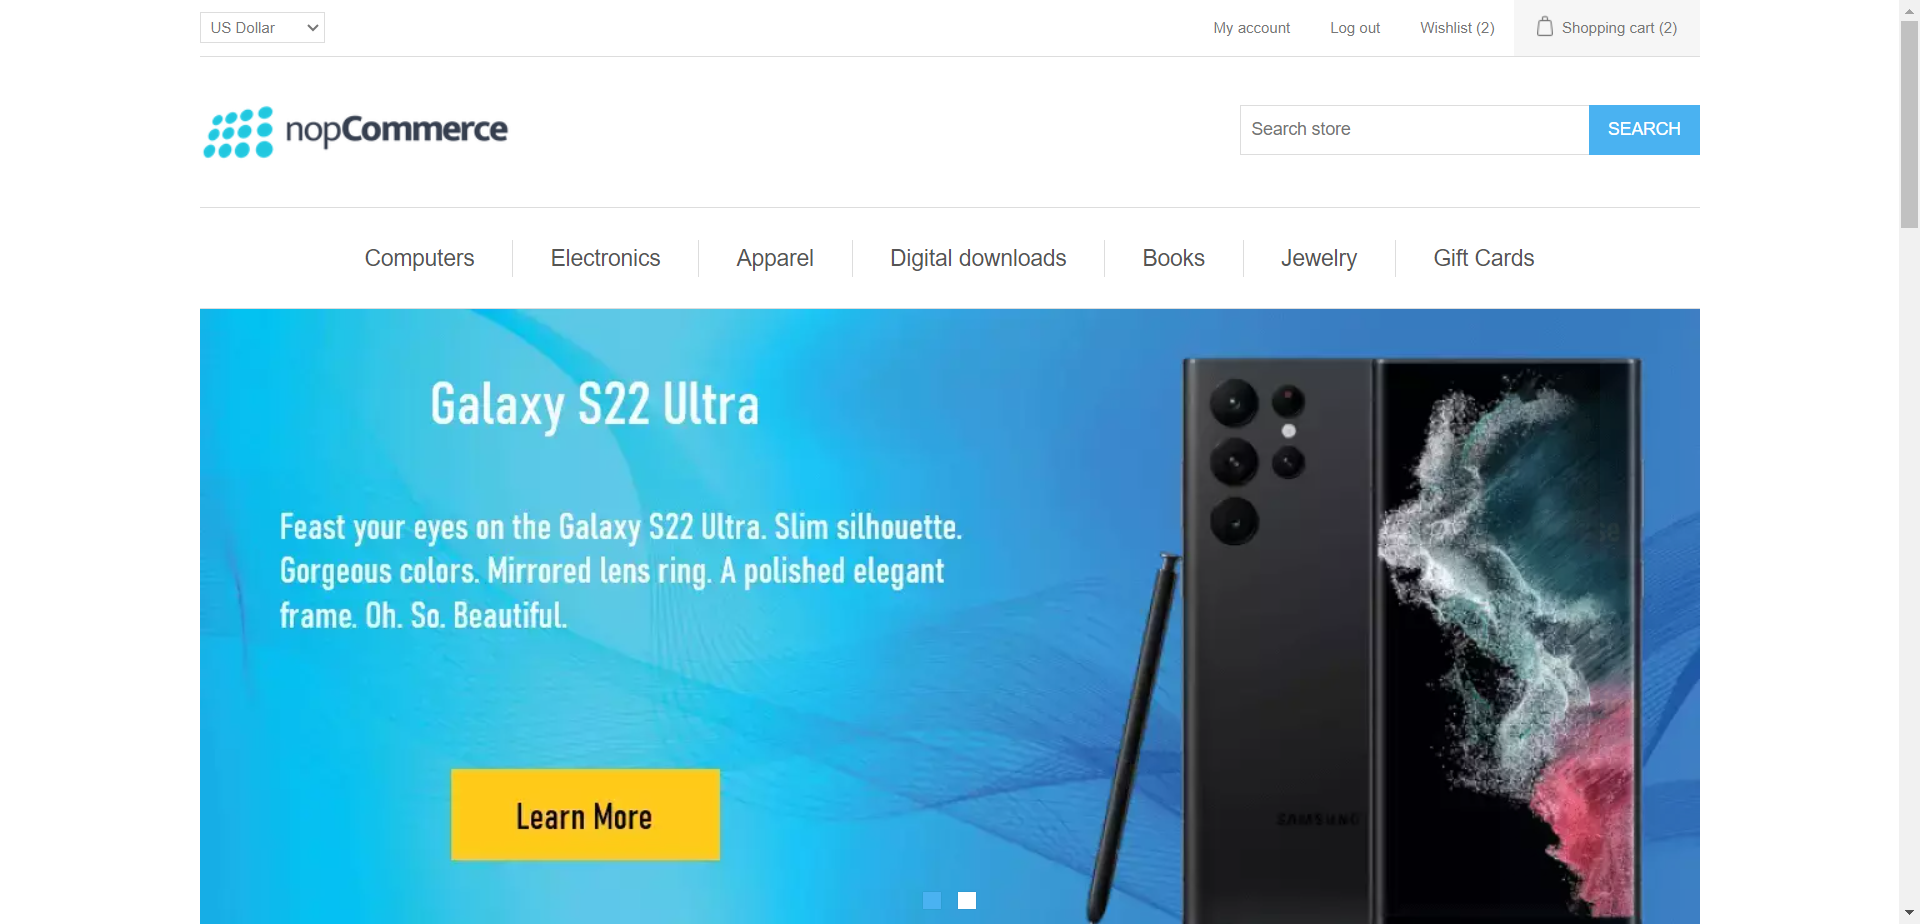 US Dollar
My account
Log out
Wishlist (2)
Shopping cart (2)
nopCommerce
Search store
SEARCH
Computers
Electronics
Apparel
Digital downloads
Books
Jewelry
Gift Cards
Galaxy S22 Ultra
Feast your eyes on the Galaxy S22 Ultra. Slim silhouette.
Gorgeous colors. Mirrored lens ring. A polished elegant
frame. Oh. So. Beautiful.
Learn More
SAMSUNG